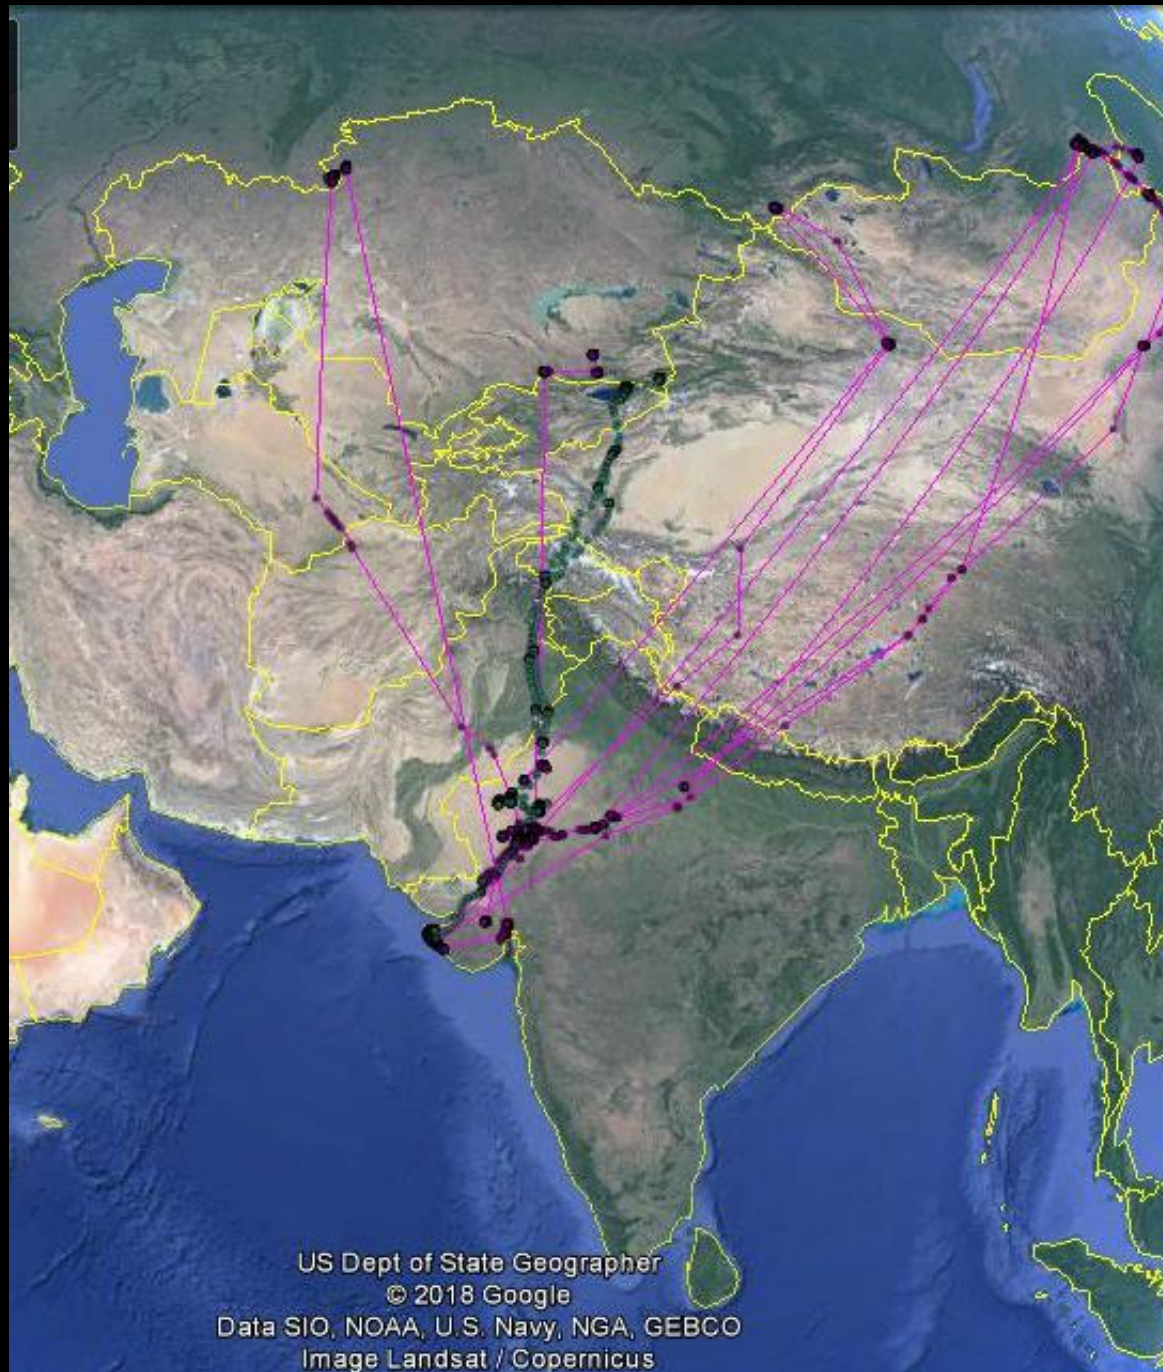 US Dept of State Geographer
© 2018 Google
Data SIO, NOAA, U.S. Navy, NGA, GEBCO
Image Landsat / Copernicus